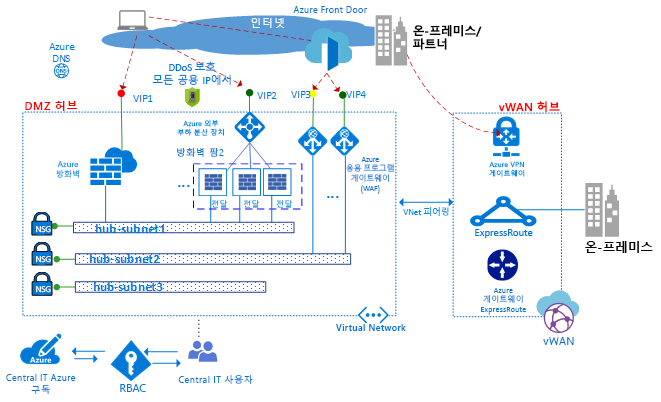 Azure Front Door
인터넷
온-프레미스/
파트너
Azure
DNS
DDoS 보호
모든 공용 IP에서
VIP1
VIP2
VIP3
VIP4
DMZ 허브
vWAN 허브
Azure 외부
부하 분산 장치
Azure
방화벽
방화벽 팜2
...
전달
전달
전달
...
Azure
응용 프로그램
게이트웨이
(WAF)
Azure VPN
게이트웨이
VNet 피어링
ExpressRoute
온-프레미스
NSG
hub-subnet1
NSG
hub-subnet2
NSG
hub-subnet3
Azure
게이트웨이
ExpressRoute
Virtual Network
vWAN
Azure
Central IT Azure
구독
RBAC
Central IT 사용자